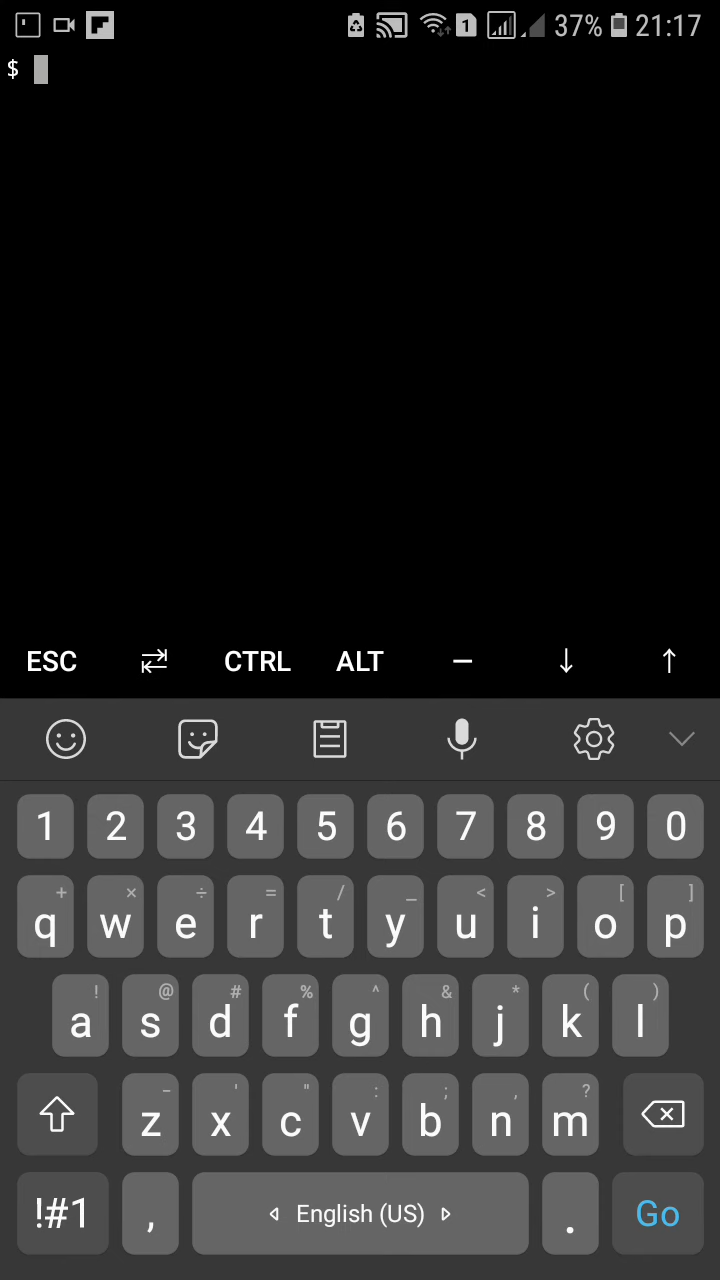 1 37% 21:17
$
ESC CTRL ALT – ↓ ↑
1 2 3 4 5 6 7 8 9 0
+ × ÷ = / _ < > [ ]
q w e r t y u i o p
! @ # % ^ & * ( )
a s d f g h j k l
- ' " : ; , ?
z x c v b n m
!#1 , English (US) . Go